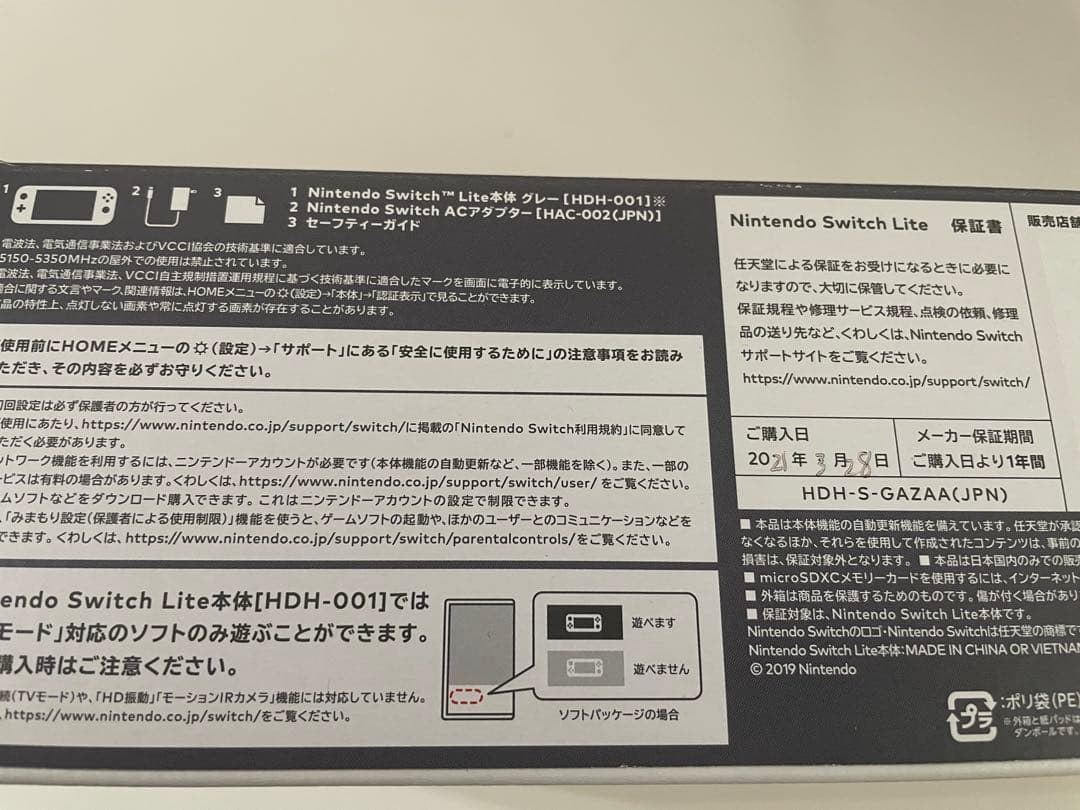 1 2 3
1 Nintendo Switch™ Lite本体 グレー[HDH-001]※
2 Nintendo Switch ACアダプター[HAC-002(JPN)]
3 セーフティーガイド
電波法、電気通信事業法およびVCCI協会の技術基準に適合しています。
5150-5350MHzの屋外での使用は禁止されています。
電波法、電気通信事業法、VCCI自主規制措置運用規程に基づく技術基準に適合したマークを画面に電子的に表示しています。
適合に関する文言やマーク、関連情報は、HOMEメニューの(設定)→「本体」→「認証表示」で見ることができます。
品の特性上、点灯しない画素や常に点灯する画素が存在することがあります。
使用前にHOMEメニューの(設定)→「サポート」にある「安全に使用するために」の注意事項をお読み
ただき、その内容を必ずお守りください。
初回設定は必ず保護者の方が行ってください。
使用にあたり、https://www.nintendo.co.jp/support/switch/に掲載の「Nintendo Switch利用規約」に同意して
ただく必要があります。
ットワーク機能を利用するには、ニンテンドーアカウントが必要です(本体機能の自動更新など、一部機能を除く)。また、一部の
ービスは有料の場合があります。くわしくは、https://www.nintendo.co.jp/support/switch/user/ をご覧ください。
ームソフトなどをダウンロード購入できます。これはニンテンドーアカウントの設定で制限できます。
、「みまもり設定(保護者による使用制限)」機能を使うと、ゲームソフトの起動や、ほかのユーザーとのコミュニケーションなどを
できます。くわしくは、https://www.nintendo.co.jp/support/switch/parentalcontrols/をご覧ください。
endo Switch Lite本体[HDH-001]では
モード」対応のソフトのみ遊ぶことができます。
購入時はご注意ください。
続(TVモード)や、「HD振動」「モーションIRカメラ」機能には対応していません。
、https://www.nintendo.co.jp/switch/をご覧ください。
遊べます
遊べません
ソフトパッケージの場合
Nintendo Switch Lite 保証書
販売店舗
任天堂による保証をお受けになるときに必要に
なりますので、大切に保管してください。
保証規程や修理サービス規程、点検の依頼、修理
品の送り先など、くわしくは、Nintendo Switch
サポートサイトをご覧ください。
https://www.nintendo.co.jp/support/switch/
ご購入日
2021年3月28日
メーカー保証期間
ご購入日より1年間
HDH-S-GAZAA(JPN)
■ 本品は本体機能の自動更新機能を備えています。任天堂が承認
なくなるほか、それらを使用して作成されたコンテンツは、事前の
損害は、保証対象外となります。■ 本品は日本国内のみでの販売
■ microSDXCメモリーカードを使用するには、インターネット
■ 外箱は商品を保護するためのものです。傷が付く場合があり
■ 保証対象は、Nintendo Switch Lite本体です。
Nintendo Switchのロゴ・Nintendo Switchは任天堂の商標です
Nintendo Switch Lite本体:MADE IN CHINA OR VIETNAM
© 2019 Nintendo
プラ
:ポリ袋(PE)
※外箱と紙パッドは
ダンボールです。